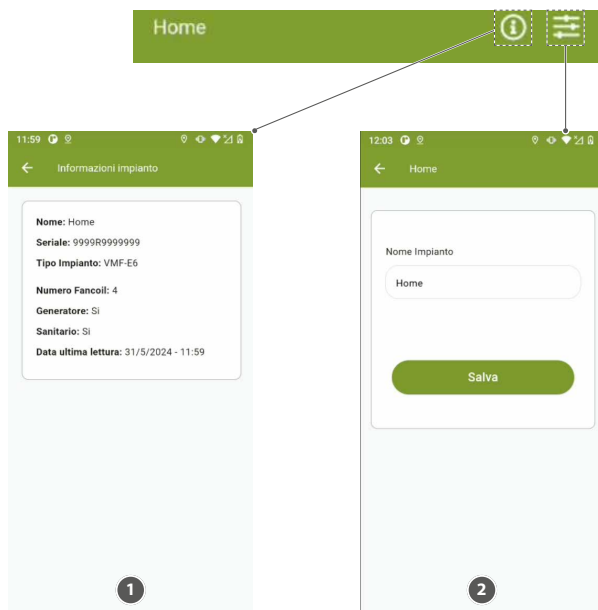 Home
11:59
Informazioni impianto
Nome: Home
Seriale: 9999R9999999
Tipo Impianto: VMF-E6
Numero Fancoil: 4
Generatore: Si
Sanitario: Si
Data ultima lettura: 31/5/2024 - 11:59
1
12:03
Home
Nome Impianto
Home
Salva
2